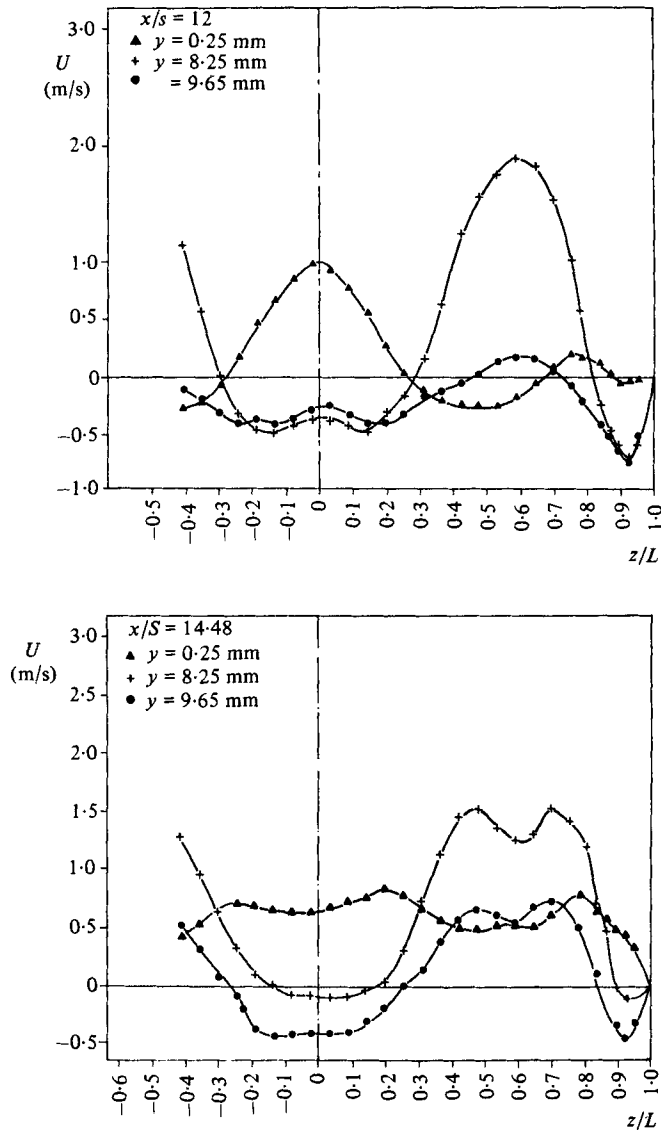 x/s = 12
▲ y = 0·25 mm
+ y = 8·25 mm
● = 9·65 mm
U
(m/s)
3·0
2·0
1·0
0·5
0
−0·5
−1·0
−0·5 −0·4 −0·3 −0·2 −0·1 0 0·1 0·2 0·3 0·4 0·5 0·6 0·7 0·8 0·9 1·0
z/L
x/S = 14·48
▲ y = 0·25 mm
+ y = 8·25 mm
● y = 9·65 mm
U
(m/s)
3·0
2·5
2·0
1·5
1·0
0·5
0
−0·5
−0·6 −0·5 −0·4 −0·3 −0·2 −0·1 0 0·1 0·2 0·3 0·4 0·5 0·6 0·7 0·8 0·9 1·0
z/L